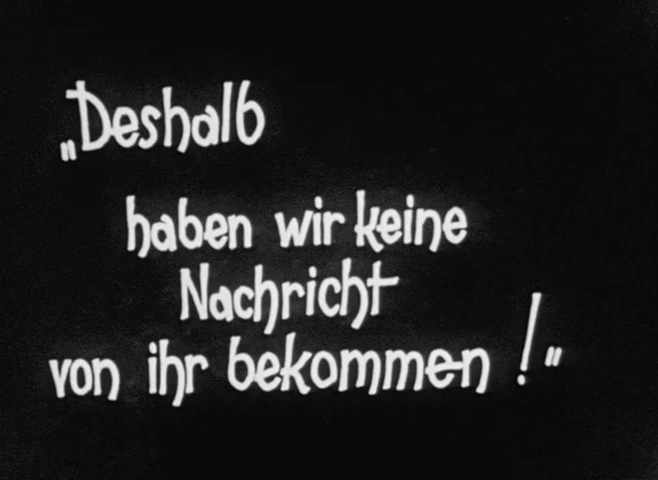 „Deshalb
haben wir keine
Nachricht
von ihr bekommen!"